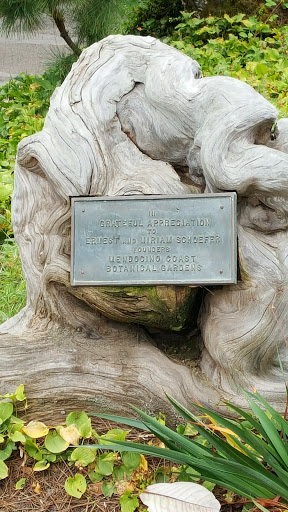 IN
GRATEFUL APPRECIATION
TO
ERNEST AND MIRIAM SCHOEFER
FOUNDERS
MENDOCINO COAST
BOTANICAL GARDENS